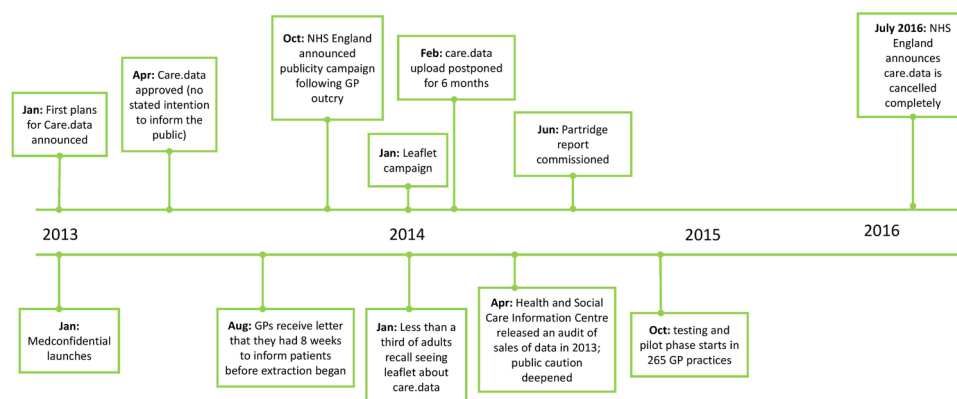 Jan: First plans
for Care.data
announced
Apr: Care.data
approved (no
stated intention
to inform the
public)
Oct: NHS England
announced
publicity campaign
following GP
outcry
Jan: Leaflet
campaign
Feb: care.data
upload postponed
for 6 months
Jun: Partridge
report
commissioned
July 2016: NHS
England
announces
care.data is
cancelled
completely
2013
2014
2015
2016
Jan:
Medconfidential
launches
Aug: GPs receive letter
that they had 8 weeks
to inform patients
before extraction began
Jan: Less than a
third of adults
recall seeing
leaflet about
care.data
Apr: Health and Social
Care Information Centre
released an audit of
sales of data in 2013;
public caution
deepened
Oct: testing and
pilot phase starts in
265 GP practices